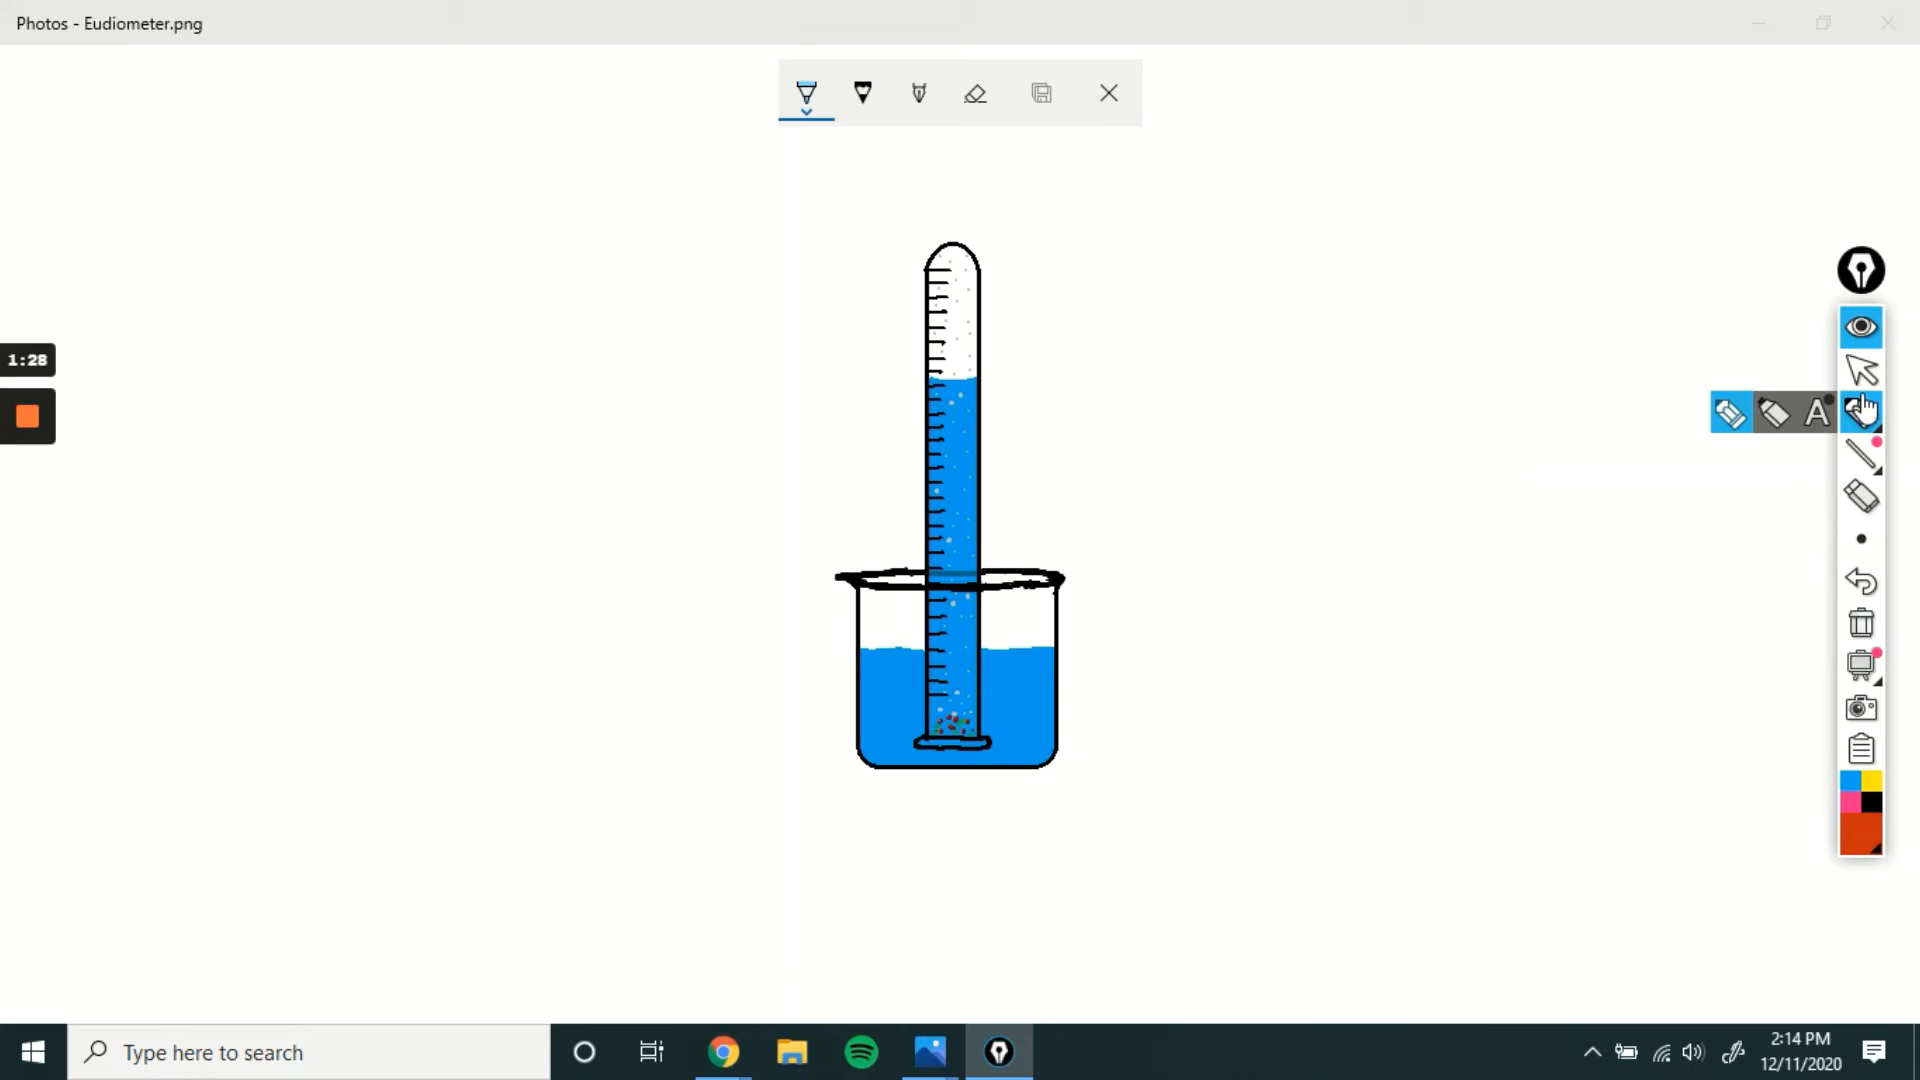 Photos - Eudiometer.png
1:28
A
Type here to search
2:14 PM
12/11/2020